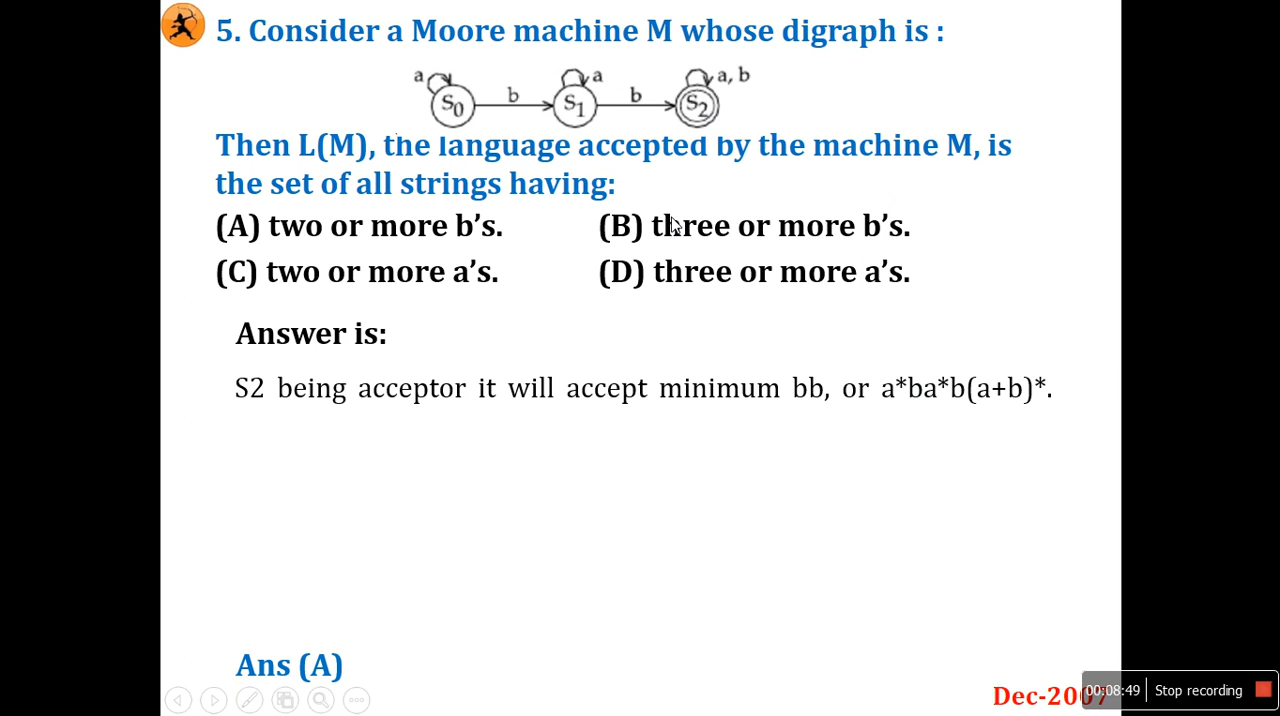 5. Consider a Moore machine M whose digraph is :
a S0 b S1 a b S2 a, b
Then L(M), the language accepted by the machine M, is
the set of all strings having:
(A) two or more b’s. (B) three or more b’s.
(C) two or more a’s. (D) three or more a’s.
Answer is:
S2 being acceptor it will accept minimum bb, or a*ba*b(a+b)*.
Ans (A)
00:08:49 Stop recording